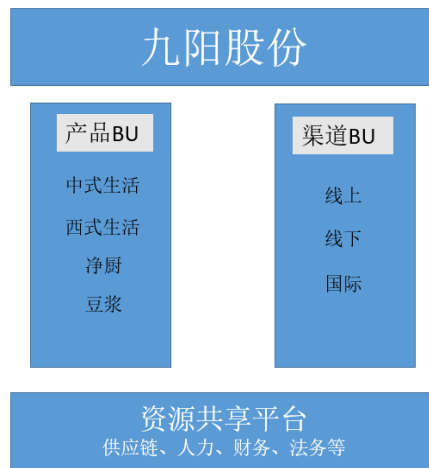 九阳股份
产品BU
中式生活
西式生活
净厨
豆浆
渠道BU
线上
线下
国际
资源共享平台
供应链、人力、财务、法务等